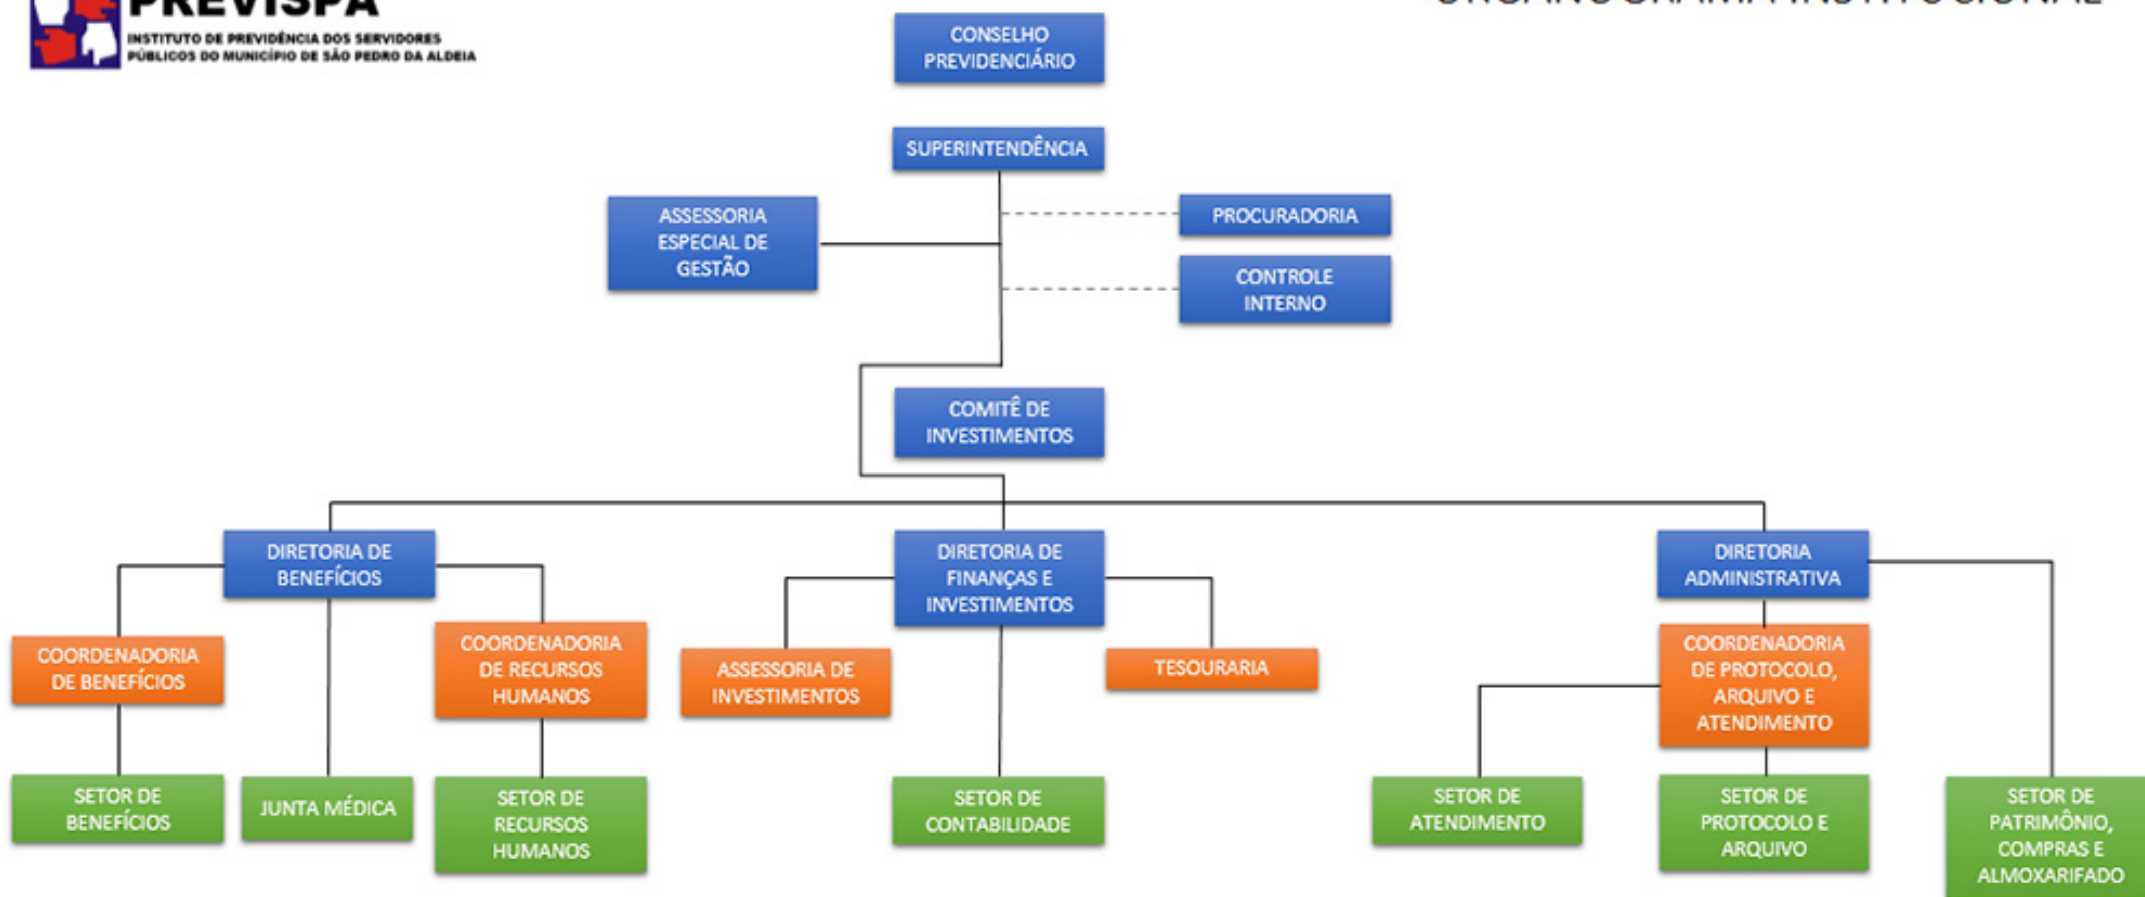 PREVISPA
INSTITUTO DE PREVIDÊNCIA DOS SERVIDORES
PÚBLICOS DO MUNICÍPIO DE SÃO PEDRO DA ALDEIA
ORGANOGRAMA INSTITUCIONAL
CONSELHO
PREVIDENCIÁRIO
SUPERINTENDÊNCIA
ASSESSORIA
ESPECIAL DE
GESTÃO
PROCURADORIA
CONTROLE
INTERNO
COMITÊ DE
INVESTIMENTOS
DIRETORIA DE
BENEFÍCIOS
DIRETORIA DE
FINANÇAS E
INVESTIMENTOS
DIRETORIA
ADMINISTRATIVA
COORDENADORIA
DE BENEFÍCIOS
COORDENADORIA
DE RECURSOS
HUMANOS
ASSESSORIA DE
INVESTIMENTOS
TESOURARIA
COORDENADORIA
DE PROTOCOLO,
ARQUIVO E
ATENDIMENTO
SETOR DE
BENEFÍCIOS
JUNTA MÉDICA
SETOR DE
RECURSOS
HUMANOS
SETOR DE
CONTABILIDADE
SETOR DE
ATENDIMENTO
SETOR DE
PROTOCOLO E
ARQUIVO
SETOR DE
PATRIMÔNIO,
COMPRAS E
ALMOXARIFADO